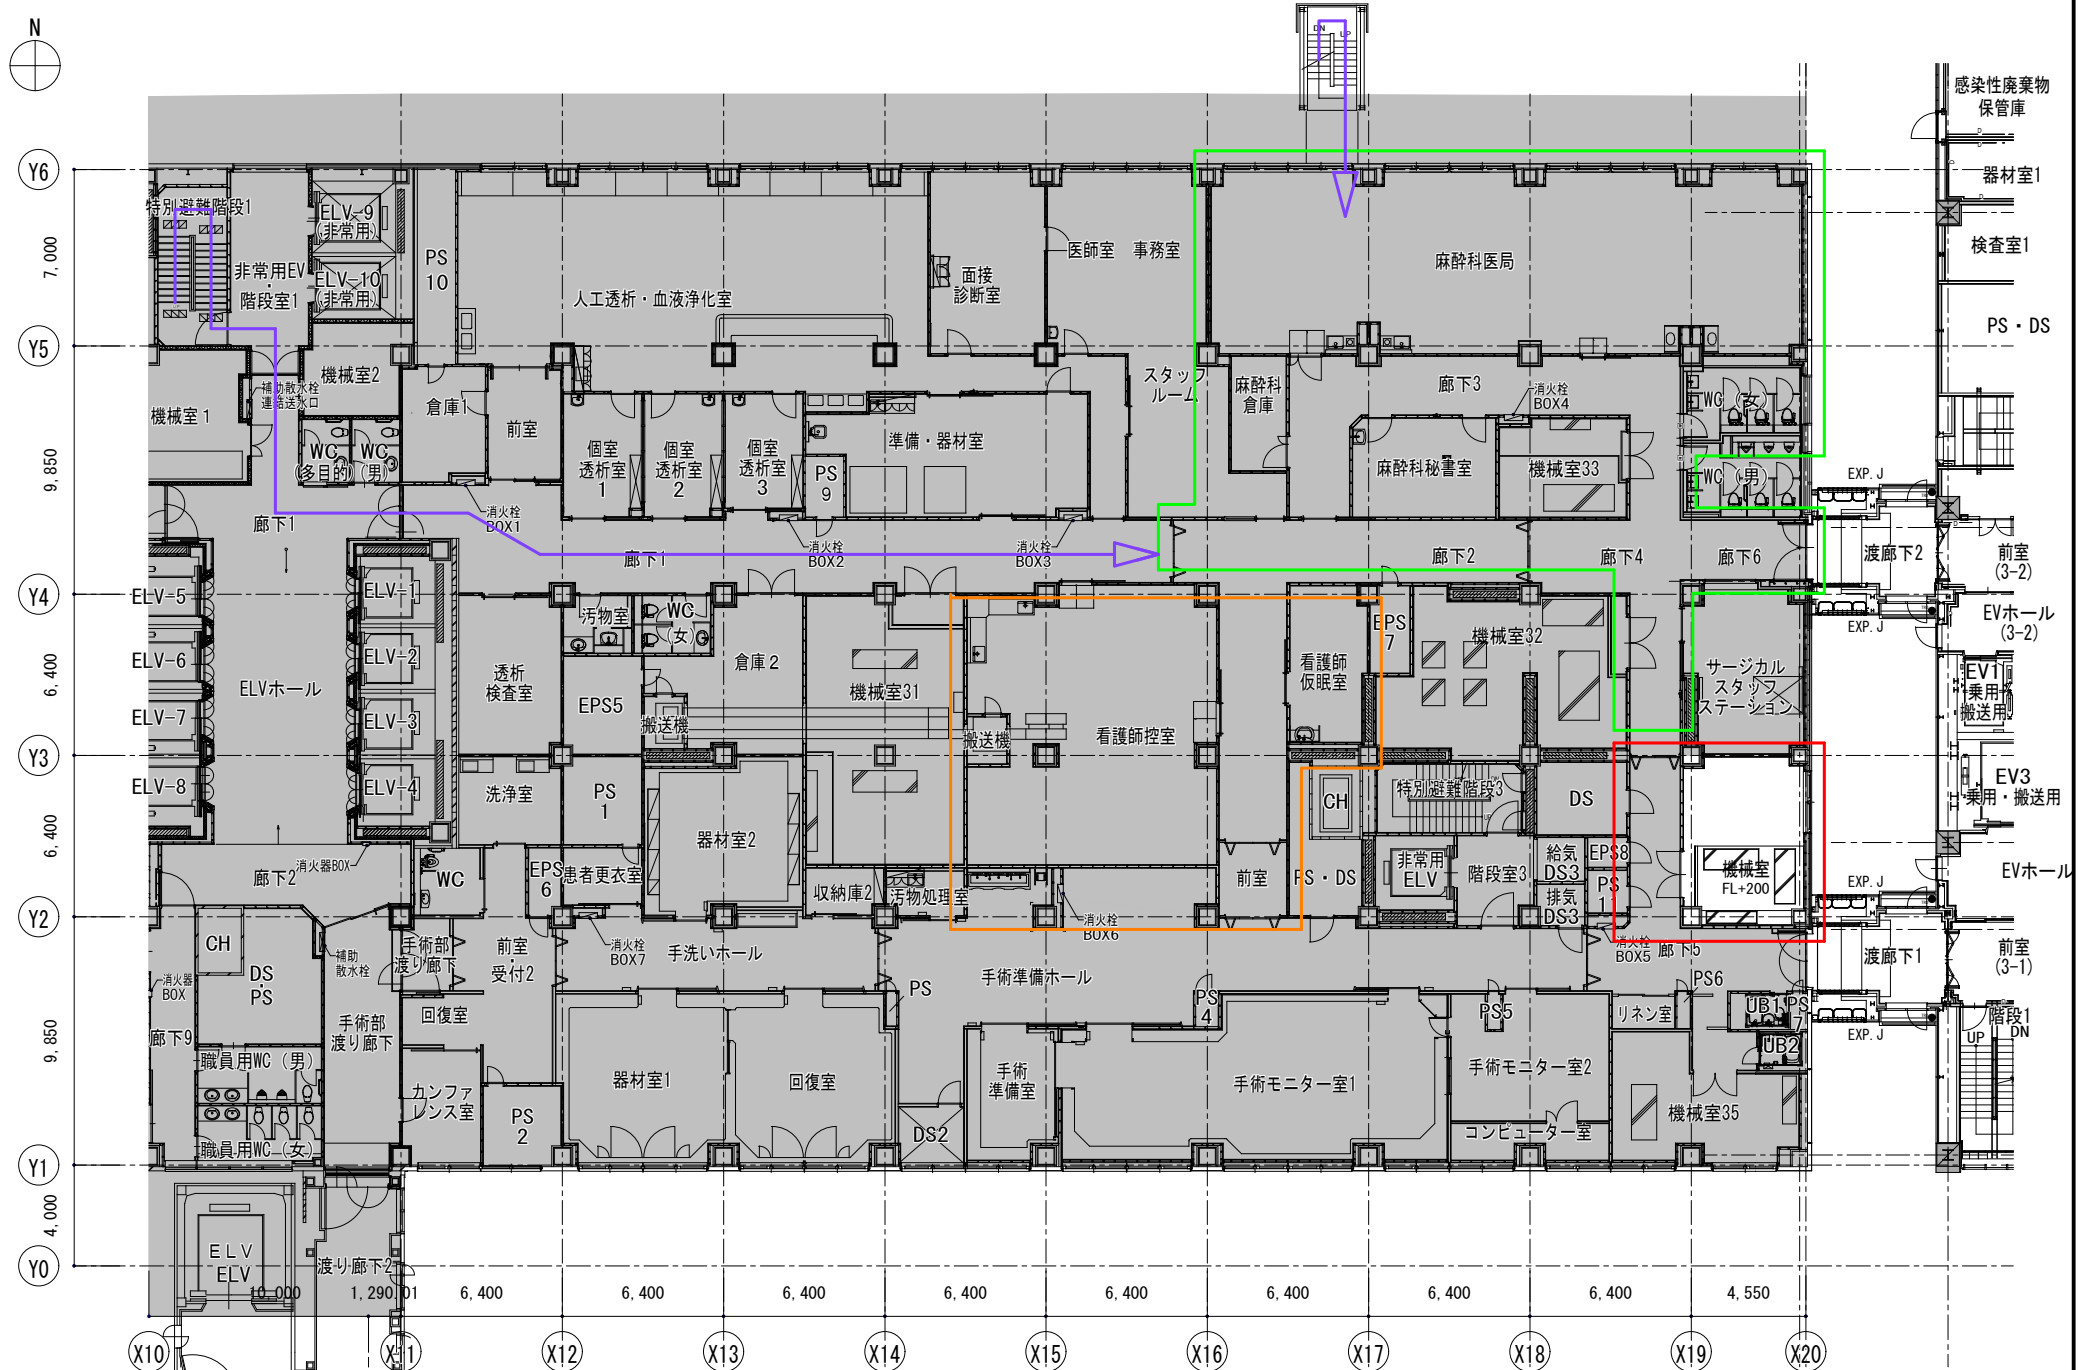 N
DN
UP
感染性廃棄物
保管庫
Y6
器材室1
特別避難階段1
ELV-9
(非常用)
非常用EV
・
階段室1
ELV-10
(非常用)
PS
10
人工透析・血液浄化室
面接
診断室
医師室
事務室
麻酔科医局
検査室1
7,000
PS・DS
Y5
機械室2
補助散水栓
連結送水口
機械室1
倉庫1
前室
WC
(多目的)
WC
(男)
個室
透析室
1
個室
透析室
2
個室
透析室
3
準備・器材室
PS
9
スタッフ
ルーム
麻酔科
倉庫
廊下3
消火栓
BOX4
麻酔科秘書室
機械室33
WC(女)
WC(男)
9,850
EXP.J
廊下1
消火栓
BOX1
廊下1
消火栓
BOX2
消火栓
BOX3
廊下2
廊下4
廊下6
渡廊下2
前室
(3-2)
Y4
ELV-5
ELV-1
汚物室
WC
(女)
EXP.J
EVホール
(3-2)
EPS
7
機械室32
ELV-6
ELV-2
透析
検査室
倉庫2
看護師
仮眠室
サージカル
スタッフ
ステーション
EV1
乗用・
搬送用
6,400
ELVホール
EPS5
機械室31
ELV-7
ELV-3
搬送機
搬送機
看護師控室
Y3
ELV-8
ELV-4
洗浄室
PS
1
器材室2
CH
特別避難階段3
UP
DS
EV3
乗用・搬送用
6,400
廊下2
消火器BOX
WC
EPS
6
患者更衣室
収納庫2
汚物処理室
前室
PS・DS
非常用
ELV
階段室3
給気
DS3
排気
DS3
EPS8
PS
11
機械室
FL+200
EVホール
EXP.J
Y2
CH
補助
散水栓
手術部
渡り廊下
前室
・
受付2
消火栓
BOX7
手洗いホール
消火栓
BOX6
手術準備ホール
消火栓
BOX5
廊下5
渡廊下1
前室
(3-1)
消火器
BOX
DS
・
PS
PS
PS
4
PS5
PS6
リネン室
UB1
PS
7
UB2
EXP.J
階段1
UP
DN
廊下9
手術部
渡り廊下
回復室
9,850
職員用WC(男)
カンファ
レンス室
器材室1
回復室
手術
準備室
手術モニター室1
手術モニター室2
機械室35
PS
2
DS2
コンピューター室
職員用WC(女)
Y1
4,000
ELV
ELV
渡り廊下2
Y0
10,000
1,290.01
6,400
6,400
6,400
6,400
6,400
6,400
6,400
6,400
4,550
X10
X11
X12
X13
X14
X15
X16
X17
X18
X19
X20